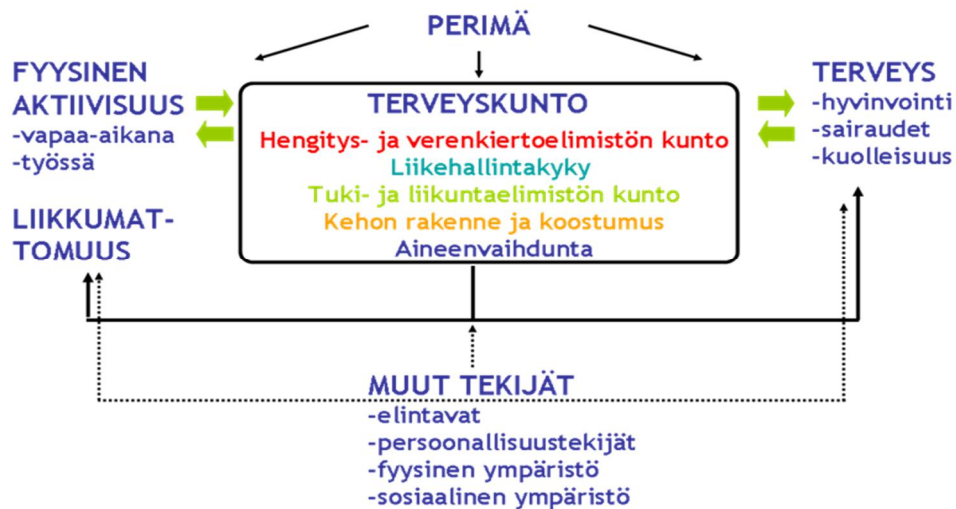 PERIMÄ
FYYSINEN
AKTIIVISUUS
-vapaa-aikana
-työssä
LIIKKUMAT-
TOMUUS
TERVEYSKUNTO
Hengitys- ja verenkiertoelimistön kunto
Liikehallintakyky
Tuki- ja liikuntaelimistön kunto
Kehon rakenne ja koostumus
Aineenvaihdunta
TERVEYS
-hyvinvointi
-sairaudet
-kuolleisuus
MUUT TEKIJÄT
-elintavat
-persoonallisuustekijät
-fyysinen ympäristö
-sosiaalinen ympäristö